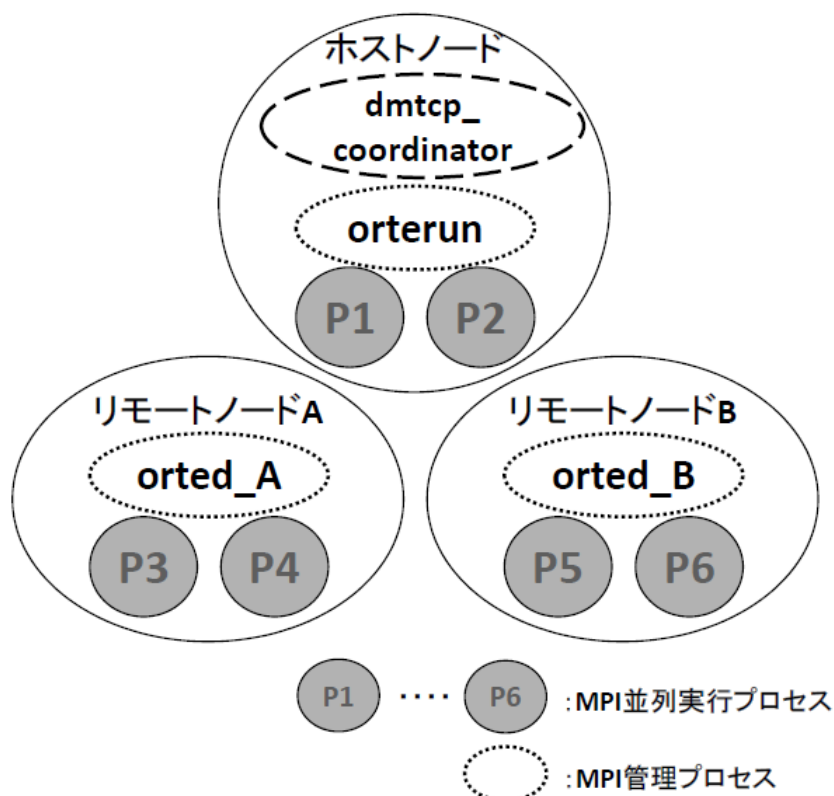 ホストノード
dmtcp_
coordinator
orterun
P1 P2
リモートノードA リモートノードB
orted_A orted_B
P3 P4 P5 P6
P1 ‥‥ P6 :MPI並列実行プロセス
:MPI管理プロセス